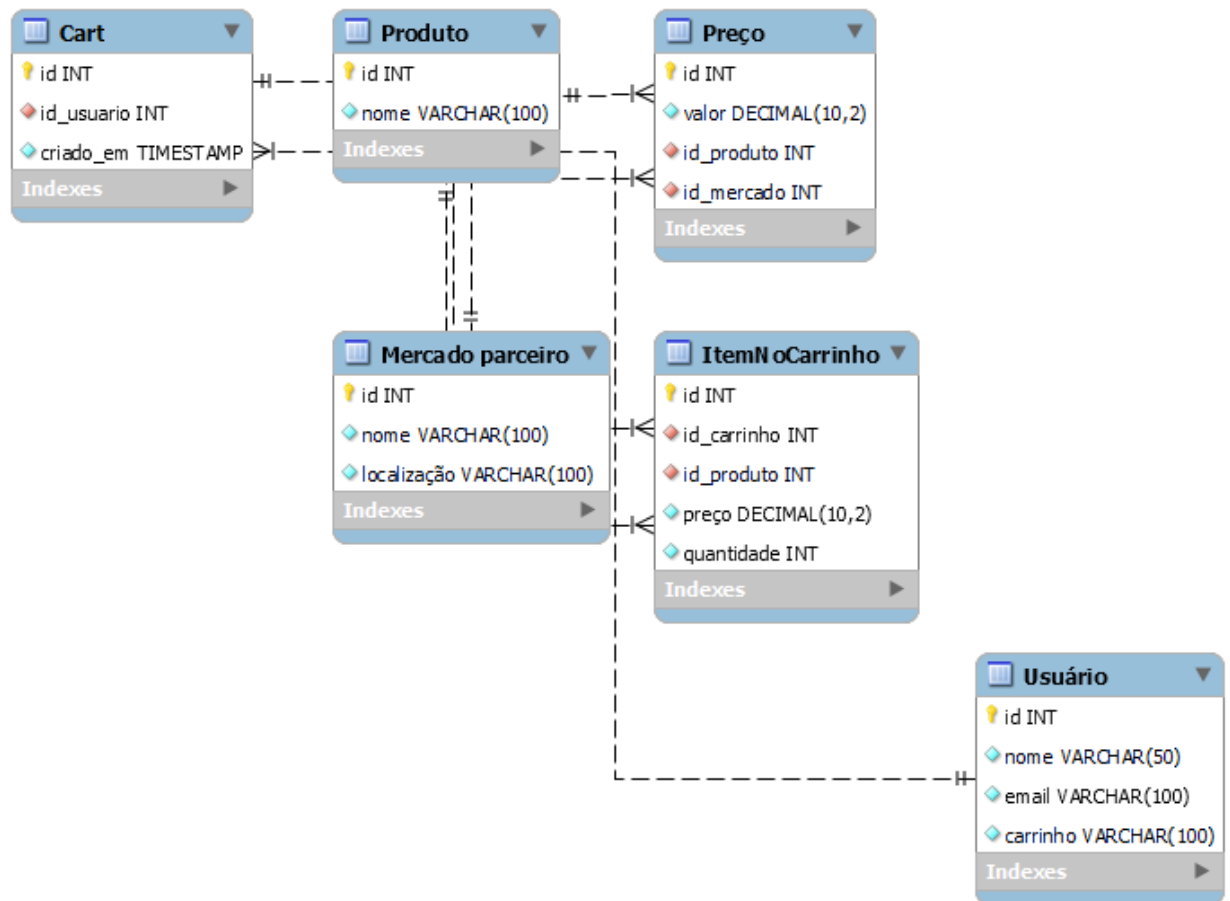 Cart
id INT
id_usuario INT
criado_em TIMESTAMP
Indexes
Produto
id INT
nome VARCHAR(100)
Indexes
Preço
id INT
valor DECIMAL(10,2)
id_produto INT
id_mercado INT
Indexes
Mercado parceiro
id INT
nome VARCHAR(100)
localização VARCHAR(100)
Indexes
ItemNoCarrinho
id INT
id_carrinho INT
id_produto INT
preço DECIMAL(10,2)
quantidade INT
Indexes
Usuário
id INT
nome VARCHAR(50)
email VARCHAR(100)
carrinho VARCHAR(100)
Indexes